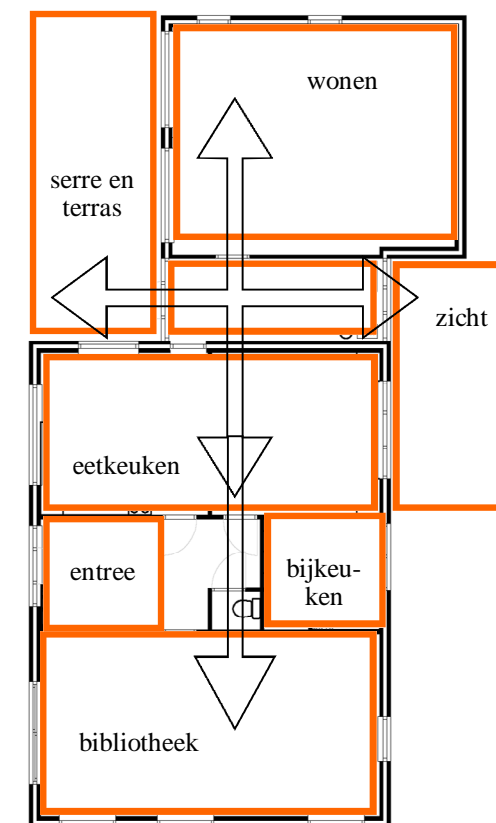 wonen
serre en
terras
zicht
eetkeuken
entree
bijkeu-
ken
bibliotheek